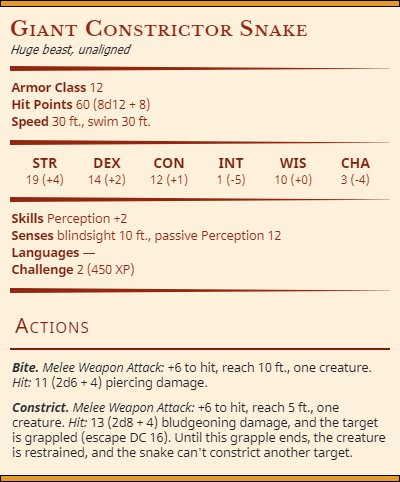 Giant Constrictor Snake
Huge beast, unaligned
Armor Class 12
Hit Points 60 (8d12 + 8)
Speed 30 ft., swim 30 ft.
STR DEX CON INT WIS CHA
19 (+4) 14 (+2) 12 (+1) 1 (-5) 10 (+0) 3 (-4)
Skills Perception +2
Senses blindsight 10 ft., passive Perception 12
Languages —
Challenge 2 (450 XP)
Actions
Bite. Melee Weapon Attack: +6 to hit, reach 10 ft., one creature.
Hit: 11 (2d6 + 4) piercing damage.
Constrict. Melee Weapon Attack: +6 to hit, reach 5 ft., one
creature. Hit: 13 (2d8 + 4) bludgeoning damage, and the target
is grappled (escape DC 16). Until this grapple ends, the creature
is restrained, and the snake can't constrict another target.